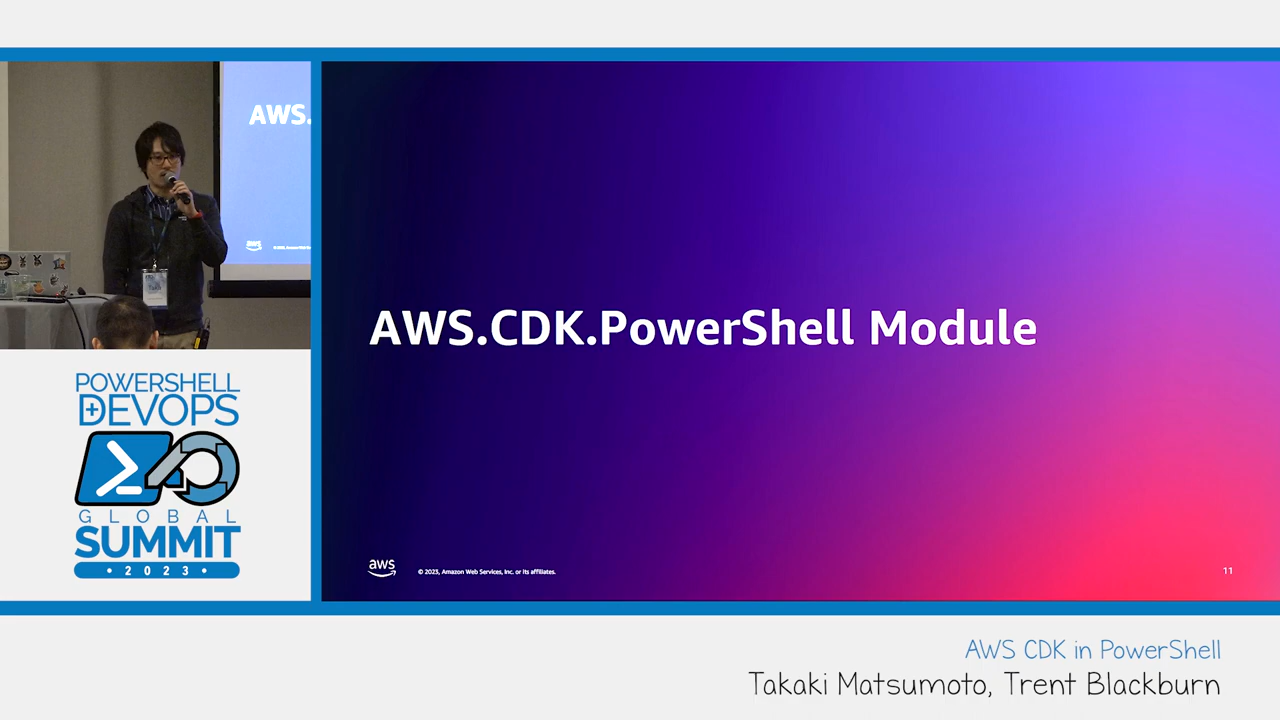 AWS.
aws
POWERSHELL
+DEVOPS
GLOBAL
SUMMIT
• 2023 •
AWS.CDK.PowerShell Module
aws
© 2023, Amazon Web Services, Inc. or its affiliates.
11
AWS CDK in PowerShell
Takaki Matsumoto, Trent Blackburn